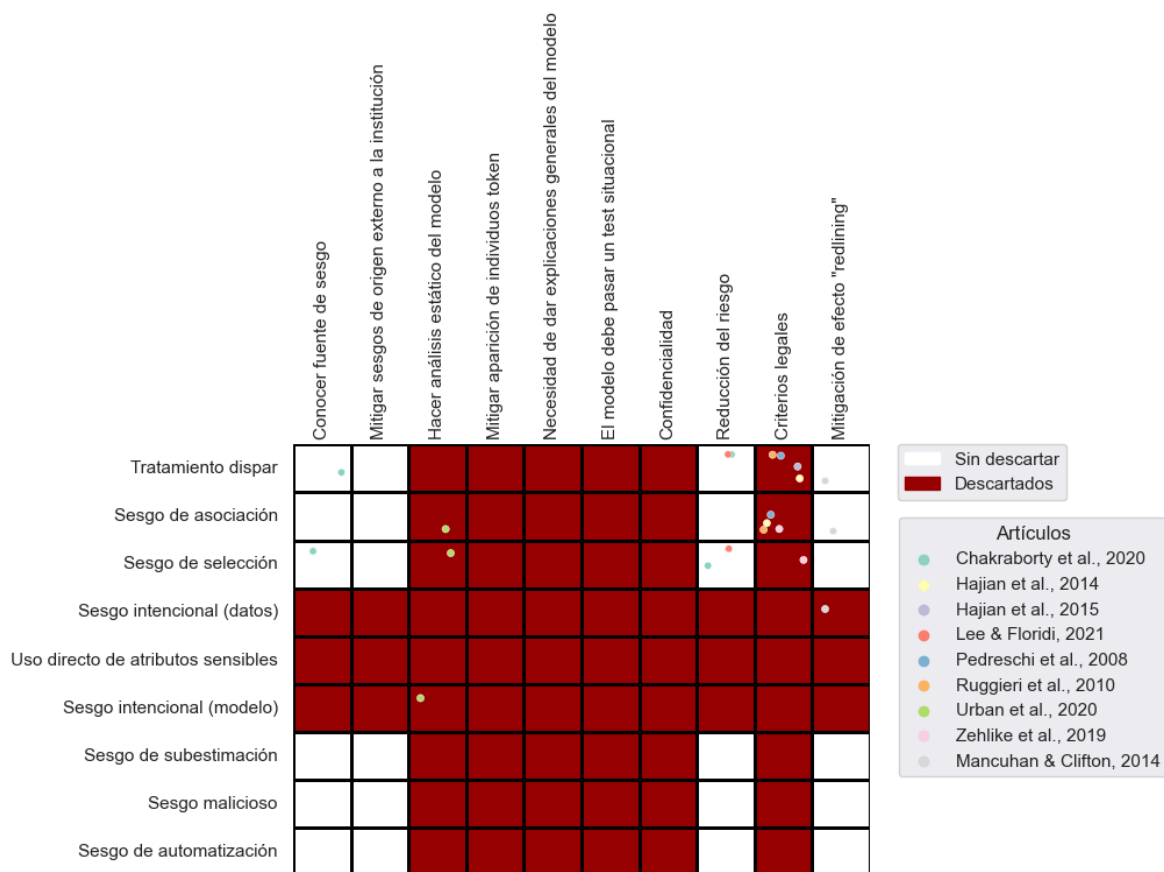 Conocer fuente de sesgo
Mitigar sesgos de origen externo a la institución
Hacer análisis estático del modelo
Mitigar aparición de individuos token
Necesidad de dar explicaciones generales del modelo
El modelo debe pasar un test situacional
Confidencialidad
Reducción del riesgo
Criterios legales
Mitigación de efecto "redlining"
Tratamiento dispar
Sesgo de asociación
Sesgo de selección
Sesgo intencional (datos)
Uso directo de atributos sensibles
Sesgo intencional (modelo)
Sesgo de subestimación
Sesgo malicioso
Sesgo de automatización
Sin descartar
Descartados
Artículos
Chakraborty et al., 2020
Hajian et al., 2014
Hajian et al., 2015
Lee & Floridi, 2021
Pedreschi et al., 2008
Ruggieri et al., 2010
Urban et al., 2020
Zehlike et al., 2019
Mancuhan & Clifton, 2014